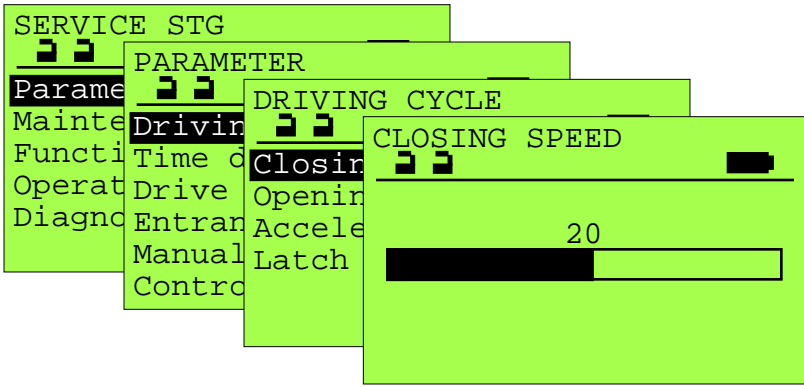 SERVICE STG
Parame
Mainte
Functi
Operat
Diagno
PARAMETER
Drivin
Time d
Drive
Entran
Manual
Contro
DRIVING CYCLE
Closin
Openin
Accele
Latch
CLOSING SPEED
20